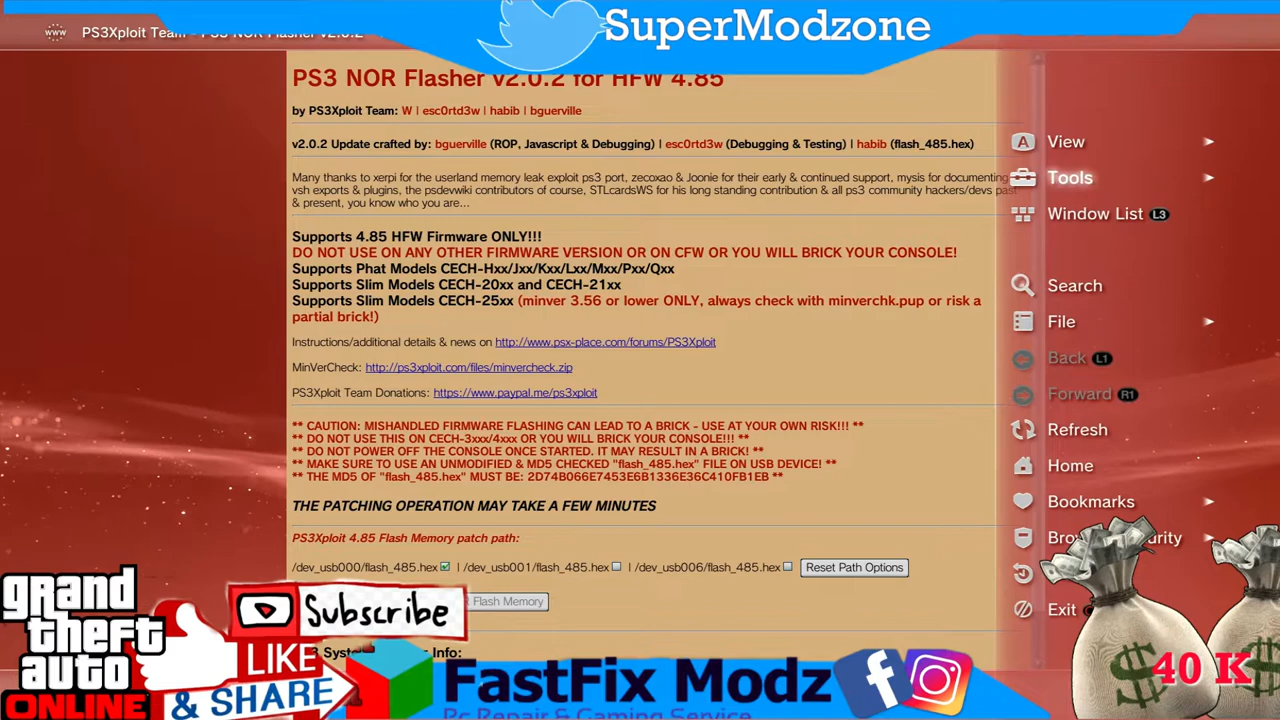 SuperModzone
www PS3Xploit Team - PS3 NOR Flasher v2.0.2
PS3 NOR Flasher v2.0.2 for HFW 4.85
by PS3Xploit Team: W | esc0rtd3w | habib | bguerville
v2.0.2 Update crafted by: bguerville (ROP, Javascript & Debugging) | esc0rtd3w (Debugging & Testing) | habib (flash_485.hex)
Many thanks to xerpi for the userland memory leak exploit ps3 port, zecoxao & Joonie for their early & continued support, mysis for documenting
vsh exports & plugins, the psdevwiki contributors of course, STLcardsWS for his long standing contribution & all ps3 community hackers/devs past
& present, you know who you are...
Supports 4.85 HFW Firmware ONLY!!!
DO NOT USE ON ANY OTHER FIRMWARE VERSION OR ON CFW OR YOU WILL BRICK YOUR CONSOLE!
Supports Phat Models CECH-Hxx/Jxx/Kxx/Lxx/Mxx/Pxx/Qxx
Supports Slim Models CECH-20xx and CECH-21xx
Supports Slim Models CECH-25xx (minver 3.56 or lower ONLY, always check with minverchk.pup or risk a
partial brick!)
Instructions/additional details & news on http://www.psx-place.com/forums/PS3Xploit
MinVerCheck: http://ps3xploit.com/files/minvercheck.zip
PS3Xploit Team Donations: https://www.paypal.me/ps3xploit
** CAUTION: MISHANDLED FIRMWARE FLASHING CAN LEAD TO A BRICK - USE AT YOUR OWN RISK!!! **
** DO NOT USE THIS ON CECH-3xxx/4xxx OR YOU WILL BRICK YOUR CONSOLE!!! **
** DO NOT POWER OFF THE CONSOLE ONCE STARTED. IT MAY RESULT IN A BRICK! **
** MAKE SURE TO USE AN UNMODIFIED & MD5 CHECKED "flash_485.hex" FILE ON USB DEVICE! **
** THE MD5 OF "flash_485.hex" MUST BE: 2D74B066E7453E6B1336E36C410FB1EB **
THE PATCHING OPERATION MAY TAKE A FEW MINUTES
PS3Xploit 4.85 Flash Memory patch path:
/dev_usb000/flash_485.hex | /dev_usb001/flash_485.hex | /dev_usb006/flash_485.hex Reset Path Options
Flash Memory
Info:
A View
Tools
Window List L3
Search
File
Back L1
Forward R1
Refresh
Home
Bookmarks
Exit
grand
theft
auto
ONLINE
Subscribe
LIKE
& SHARE
FastFix Modz
Pc Repair & Gaming Service
f
$
$
40 K